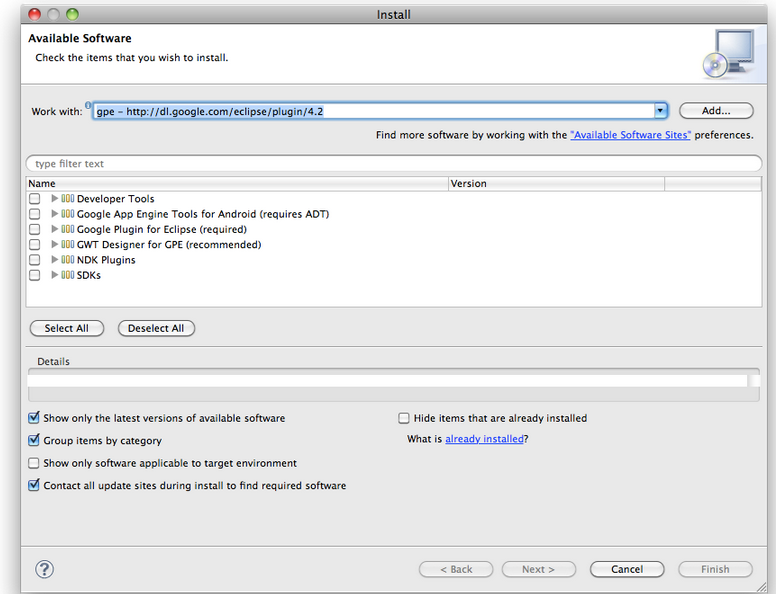 Install
Available Software
Check the items that you wish to install.
Work with: gpe – http://dl.google.com/eclipse/plugin/4.2 Add...
Find more software by working with the "Available Software Sites" preferences.
type filter text
Name Version
Developer Tools
Google App Engine Tools for Android (requires ADT)
Google Plugin for Eclipse (required)
GWT Designer for GPE (recommended)
NDK Plugins
SDKs
Select All Deselect All
Details
Show only the latest versions of available software Hide items that are already installed
Group items by category What is already installed?
Show only software applicable to target environment
Contact all update sites during install to find required software
? < Back Next > Cancel Finish